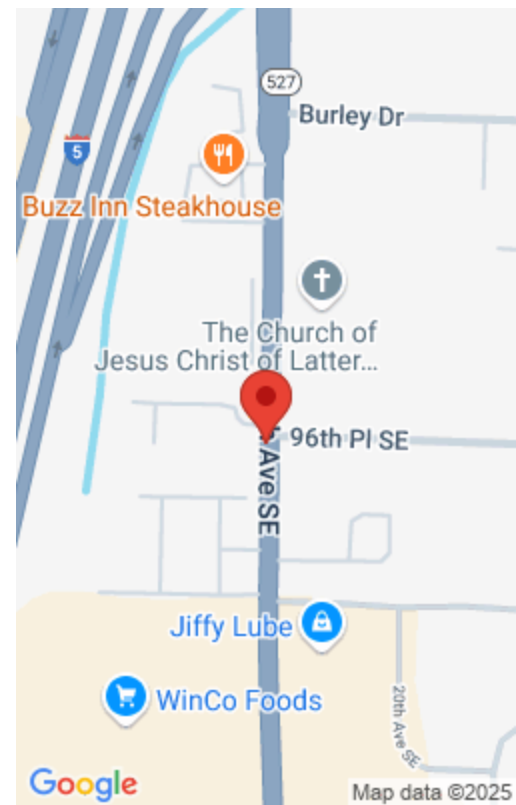 527
Burley Dr
5
Buzz Inn Steakhouse
The Church of
Jesus Christ of Latter...
96th Pl SE
Ave SE
Jiffy Lube
WinCo Foods
20th Ave SE
Google
Map data ©2025